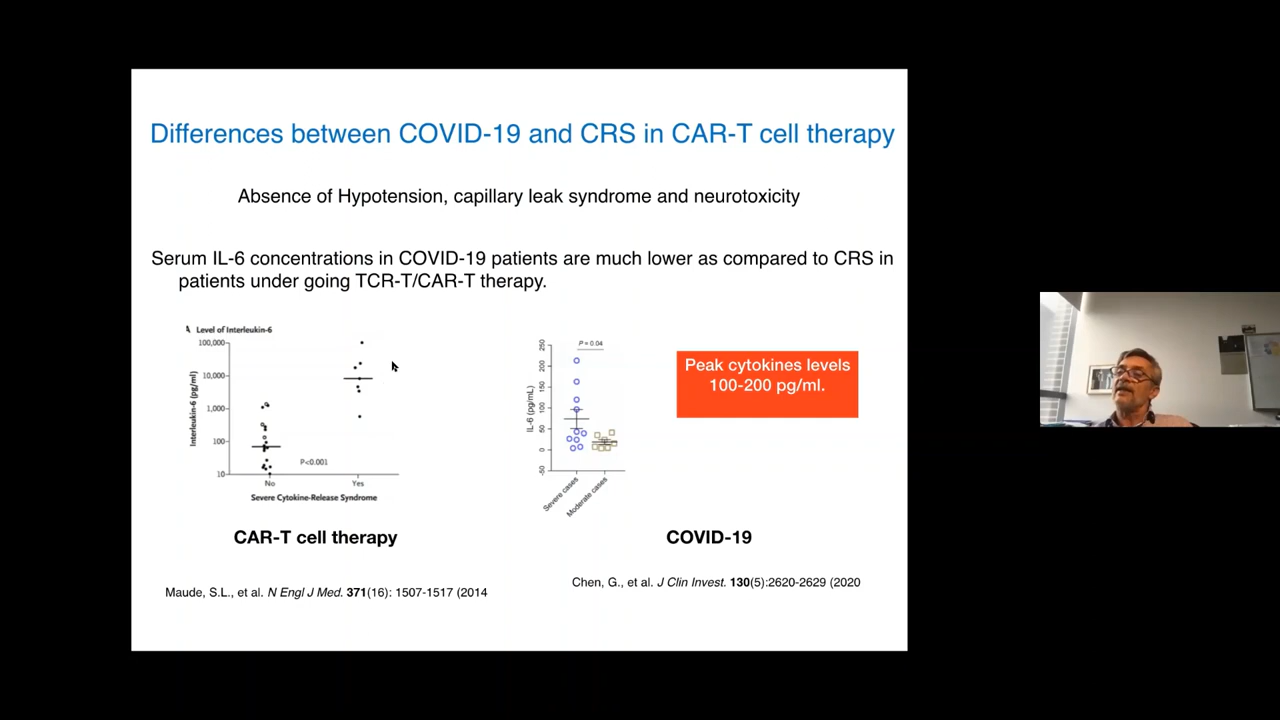 Differences between COVID-19 and CRS in CAR-T cell therapy
Absence of Hypotension, capillary leak syndrome and neurotoxicity
Serum IL-6 concentrations in COVID-19 patients are much lower as compared to CRS in
patients under going TCR-T/CAR-T therapy.
A Level of Interleukin-6
Interleukin-6 (pg/ml)
100,000
10,000
1,000
100
10
P<0.001
No Yes
Severe Cytokine-Release Syndrome
CAR-T cell therapy
Maude, S.L., et al. N Engl J Med. 371(16): 1507-1517 (2014
P = 0.04
IL-6 (pg/mL)
250
200
150
100
50
0
-50
Severe cases
Moderate cases
Peak cytokines levels
100-200 pg/ml.
COVID-19
Chen, G., et al. J Clin Invest. 130(5):2620-2629 (2020